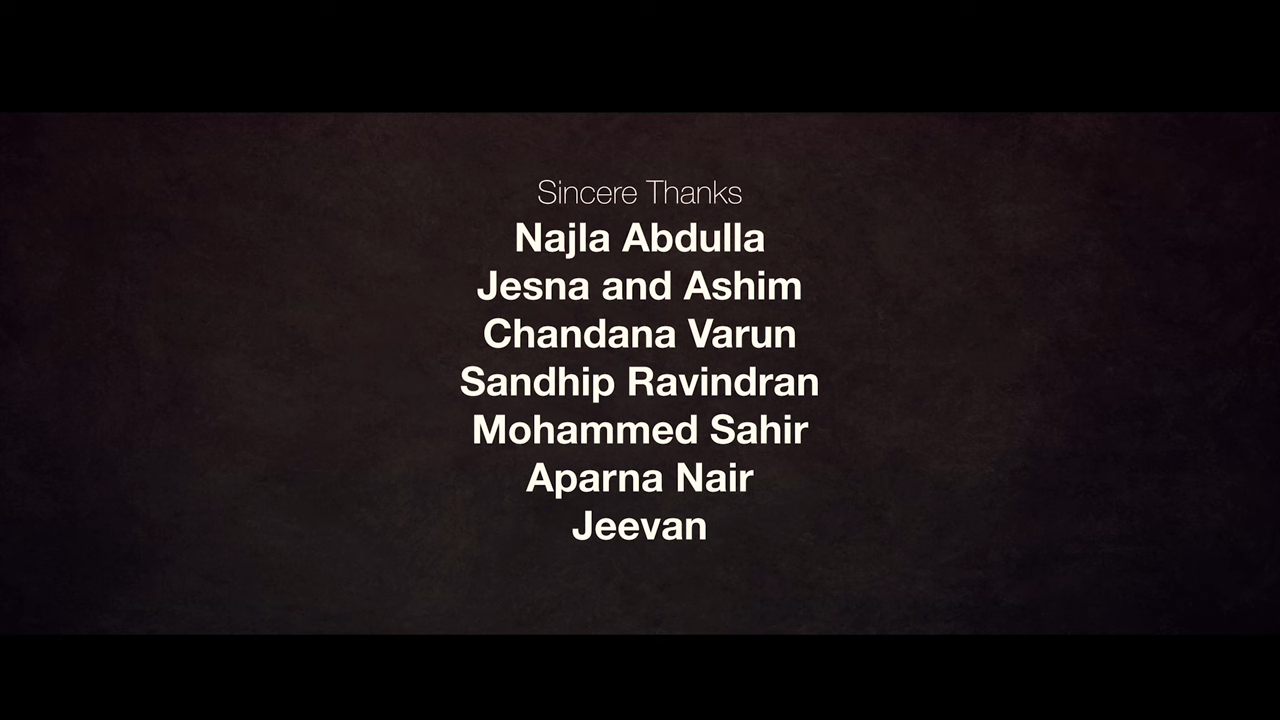 Sincere Thanks
Najla Abdulla
Jesna and Ashim
Chandana Varun
Sandhip Ravindran
Mohammed Sahir
Aparna Nair
Jeevan